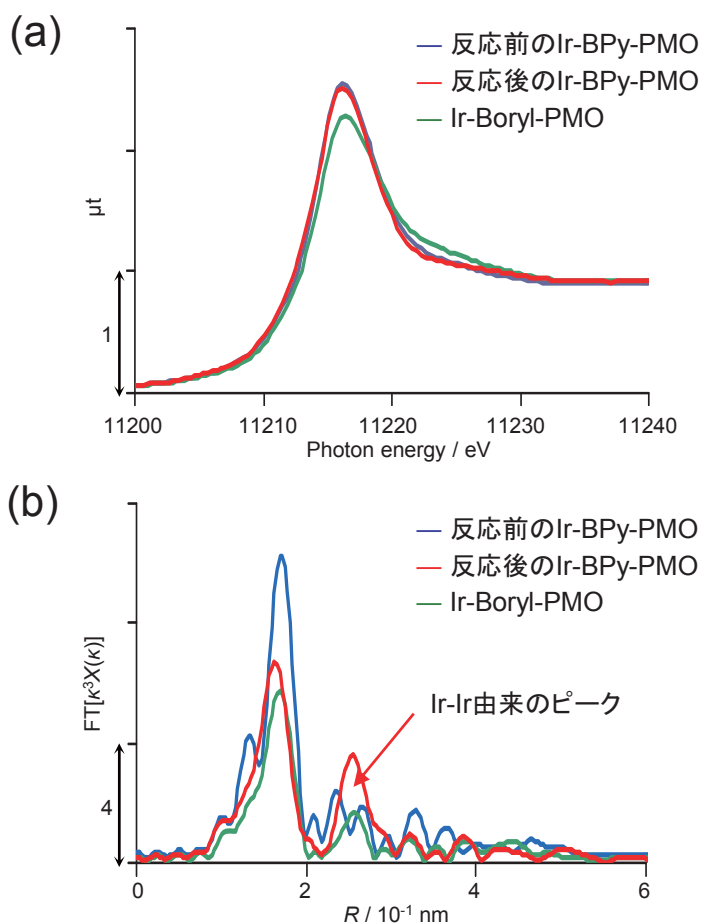 (a)
反応前のIr-BPy-PMO
反応後のIr-BPy-PMO
Ir-Boryl-PMO
μt
1
11200 11210 11220 11230 11240
Photon energy / eV
(b)
反応前のIr-BPy-PMO
反応後のIr-BPy-PMO
Ir-Boryl-PMO
Ir-Ir由来のピーク
FT[κ³X(κ)]
4
0 2 4 6
R / 10⁻¹ nm